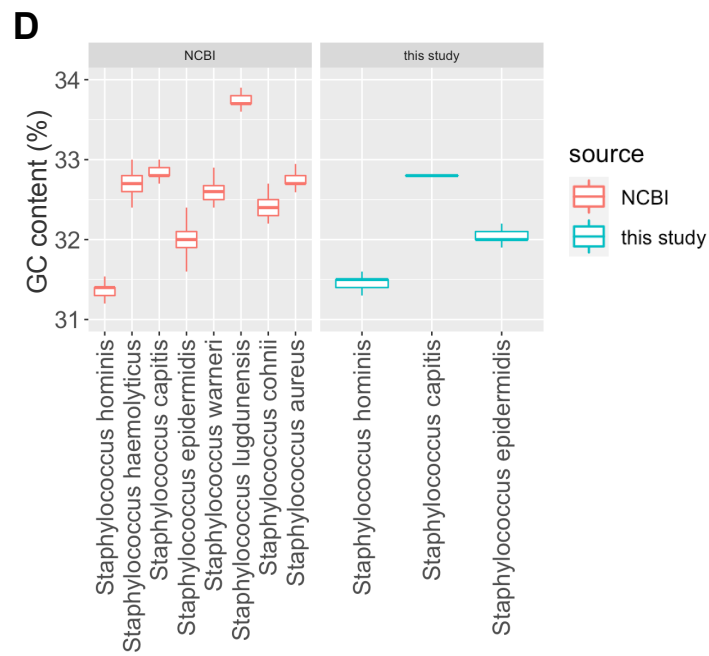 D
NCBI
this study
GC content (%)
34
33
32
31
Staphylococcus hominis
Staphylococcus haemolyticus
Staphylococcus capitis
Staphylococcus epidermidis
Staphylococcus warneri
Staphylococcus lugdunensis
Staphylococcus cohnii
Staphylococcus aureus
Staphylococcus hominis
Staphylococcus capitis
Staphylococcus epidermidis
source
NCBI
this study